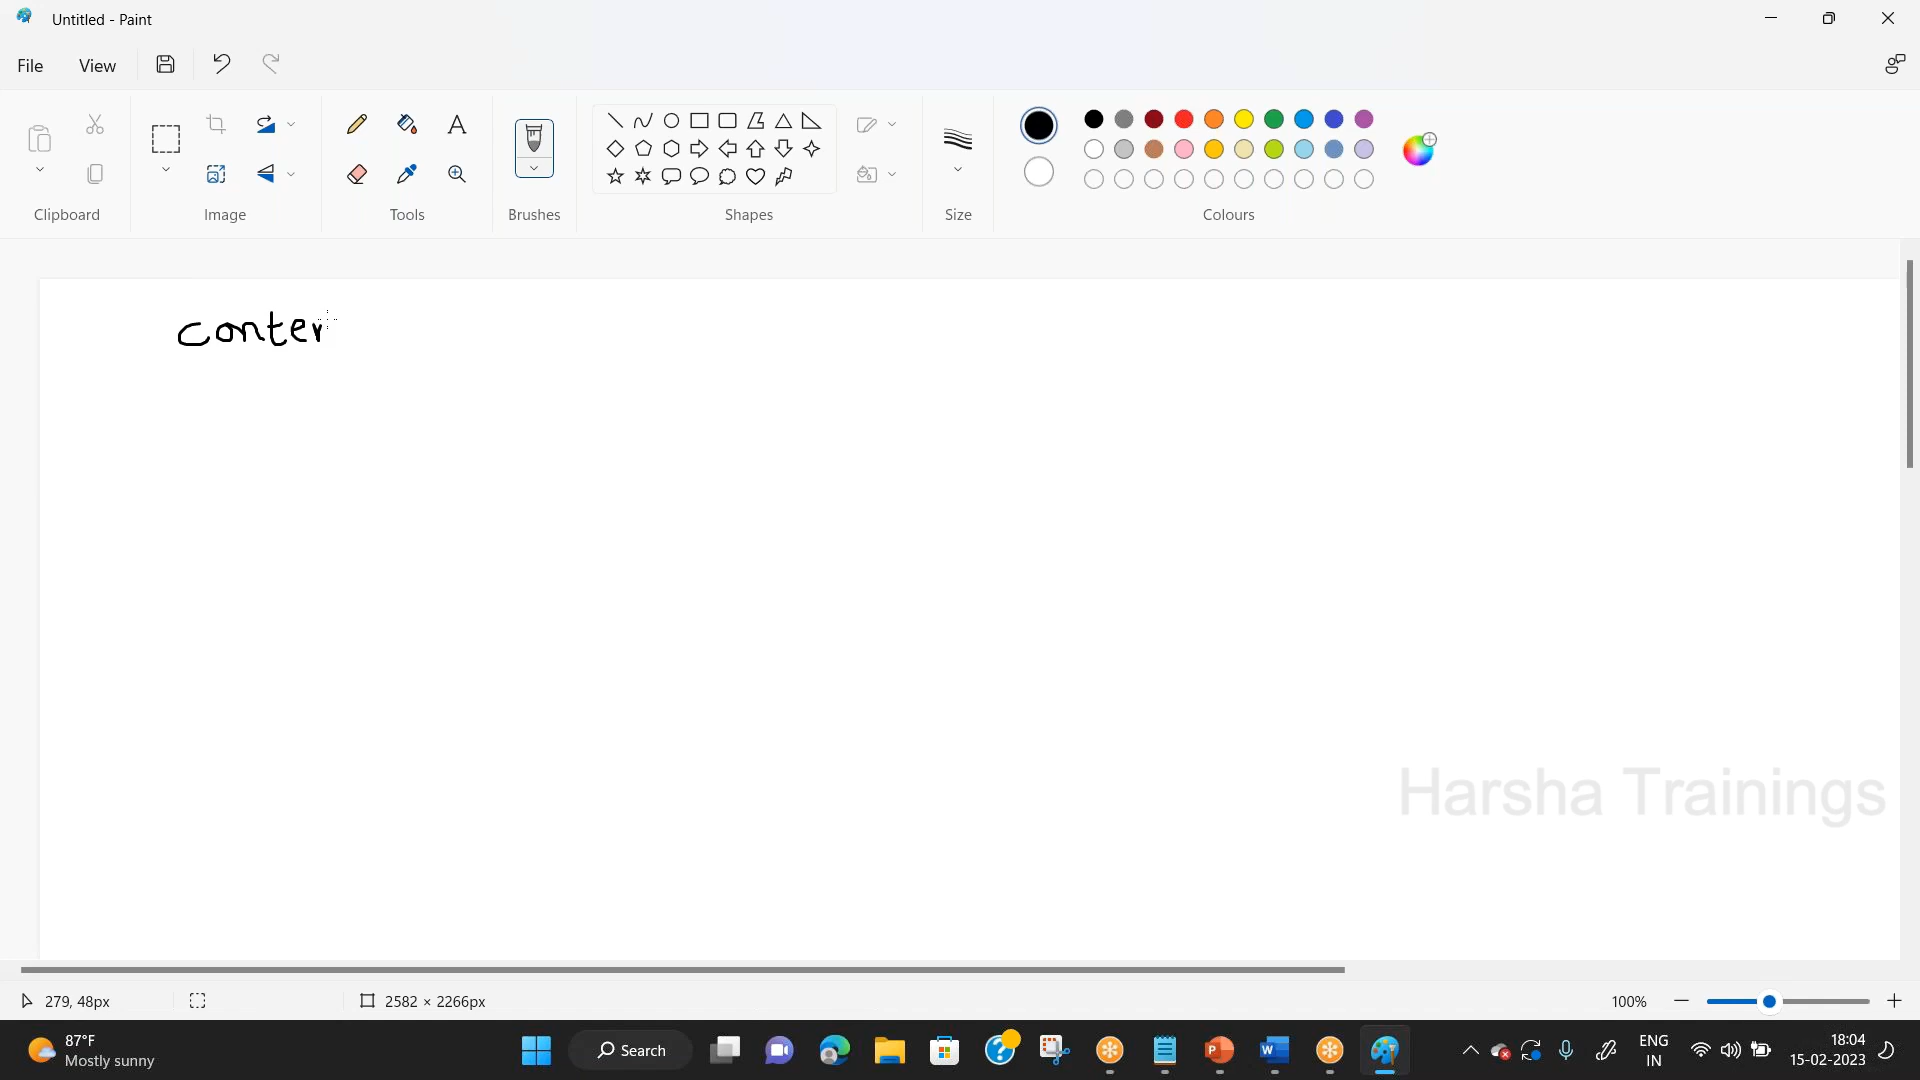 Untitled - Paint
File View
Clipboard Image Tools Brushes Shapes Size Colours
conter
Harsha Trainings
279, 48px 2582 × 2266px 100%
87°F
Mostly sunny
Search
ENG
IN
18:04
15-02-2023